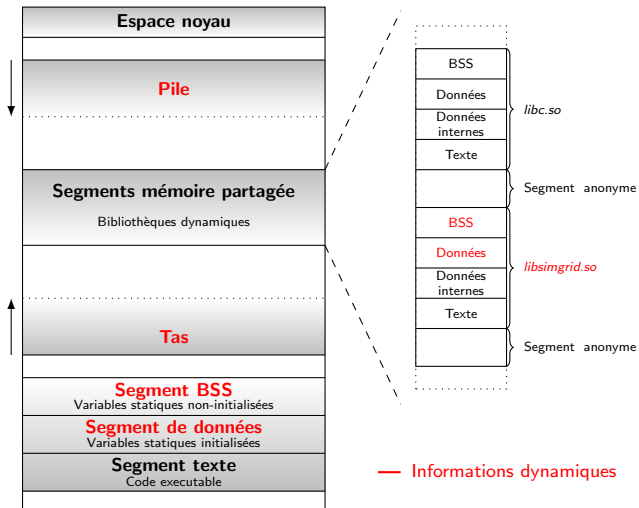 Espace noyau
Pile
Segments mémoire partagée
Bibliothèques dynamiques
Tas
Segment BSS
Variables statiques non-initialisées
Segment de données
Variables statiques initialisées
Segment texte
Code executable
BSS
Données
Données
internes
Texte
libc.so
Segment anonyme
BSS
Données
Données
internes
Texte
libsimgrid.so
Segment anonyme
Informations dynamiques